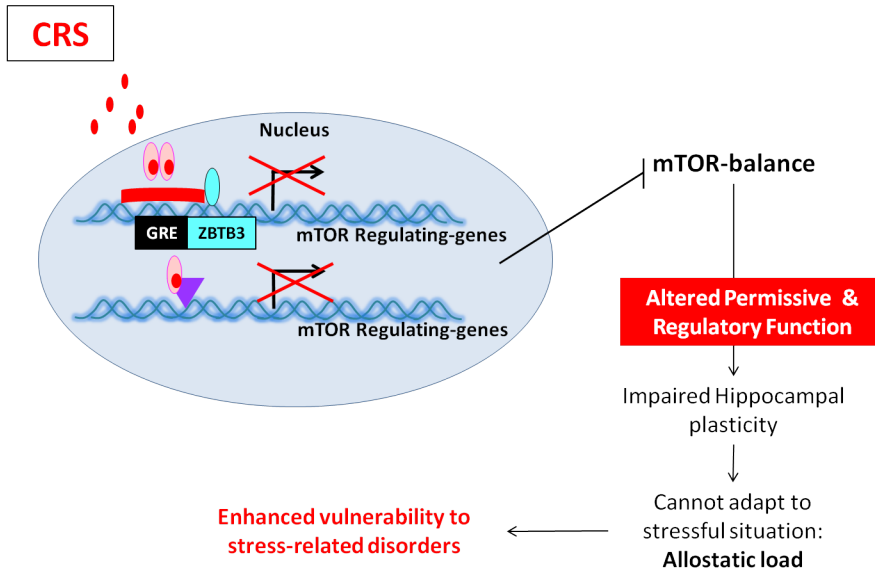 CRS
Nucleus
mTOR-balance
GRE
ZBTB3
mTOR Regulating-genes
mTOR Regulating-genes
Altered Permissive &
Regulatory Function
Impaired Hippocampal
plasticity
Cannot adapt to
stressful situation:
Allostatic load
Enhanced vulnerability to
stress-related disorders